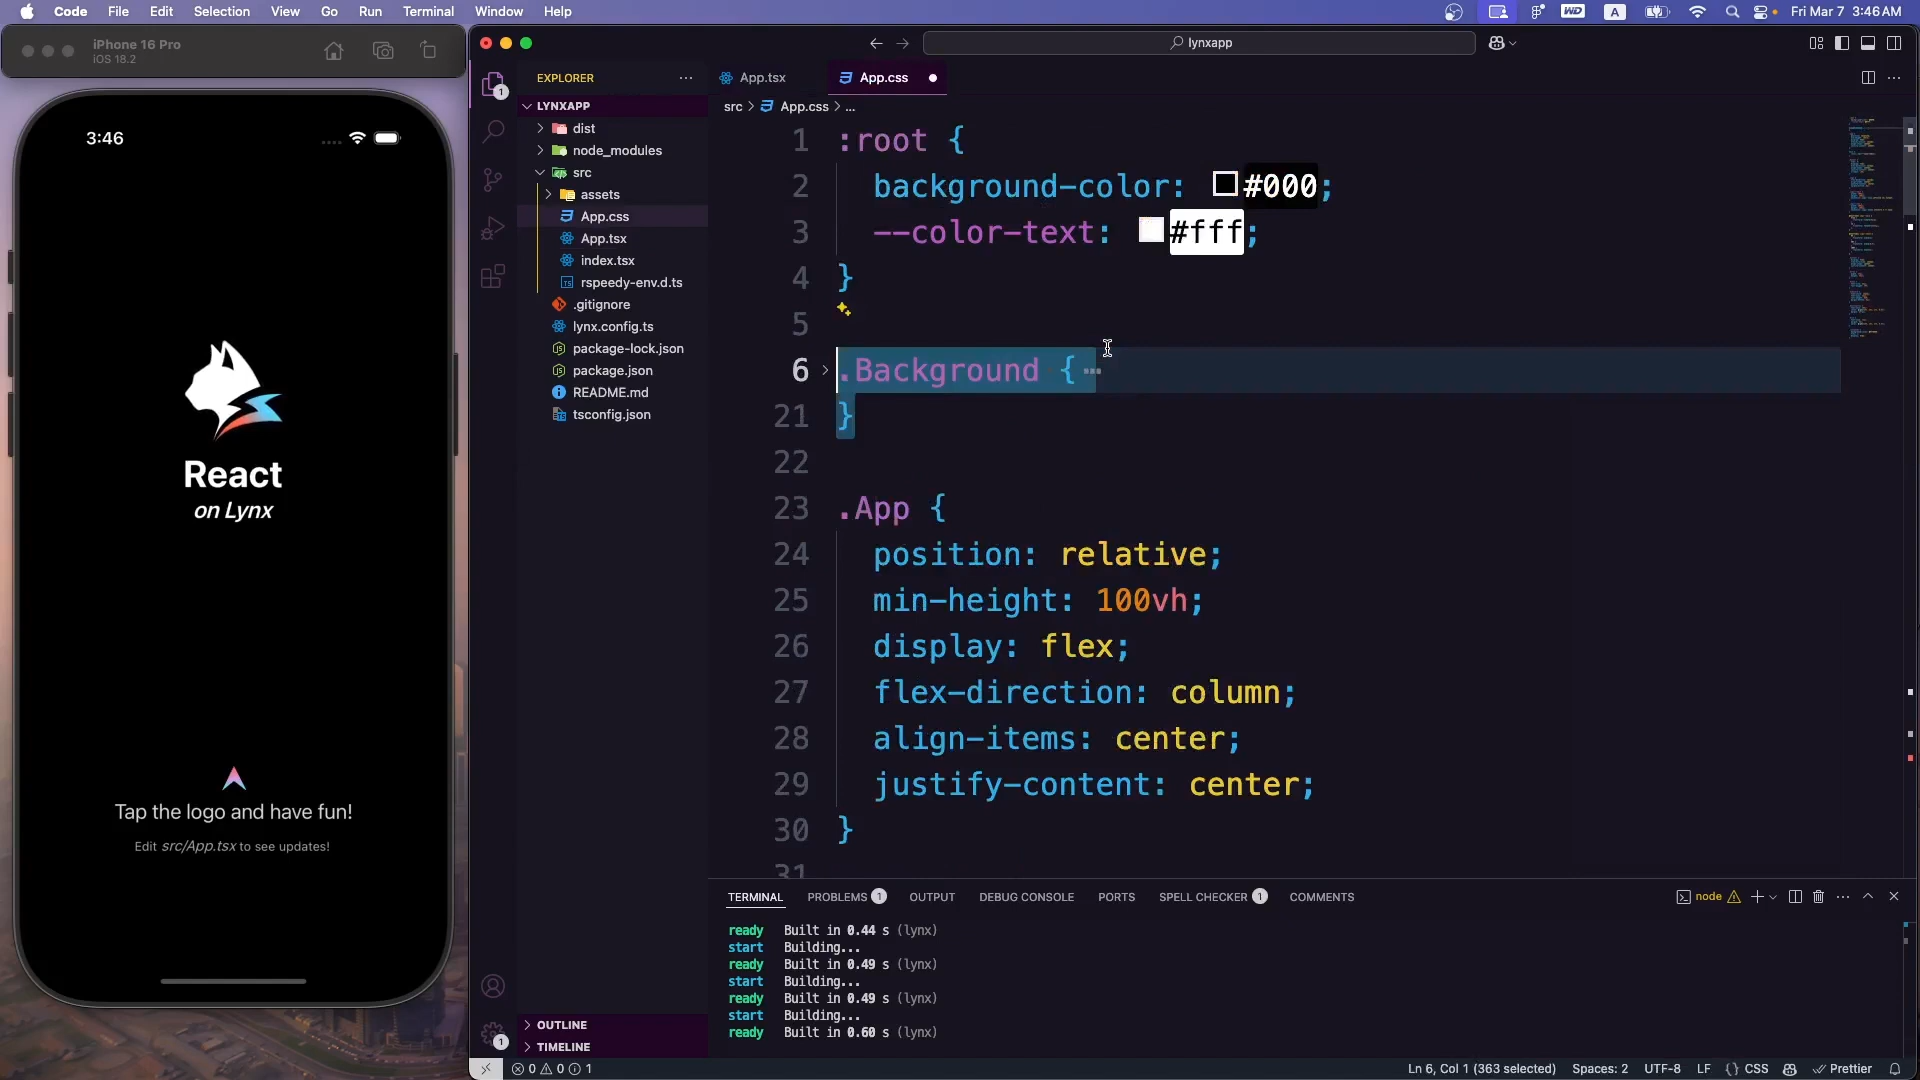 Code File Edit Selection View Go Run Terminal Window Help
WD A Fri Mar 7 3:46 AM
iPhone 16 Pro
iOS 18.2
3:46
React
on Lynx
Tap the logo and have fun!
Edit src/App.tsx to see updates!
lynxapp
1
EXPLORER
LYNXAPP
dist
node_modules
src
assets
App.css
App.tsx
index.tsx
rspeedy-env.d.ts
.gitignore
lynx.config.ts
package-lock.json
package.json
README.md
tsconfig.json
OUTLINE
TIMELINE
1
App.tsx App.css
src > App.css > ...
1 :root {
2 background-color: #000;
3 --color-text: #fff;
4 }
5
6 .Background { ...
21 }
22
23 .App {
24 position: relative;
25 min-height: 100vh;
26 display: flex;
27 flex-direction: column;
28 align-items: center;
29 justify-content: center;
30 }
31
TERMINAL PROBLEMS 1 OUTPUT DEBUG CONSOLE PORTS SPELL CHECKER 1 COMMENTS node
ready Built in 0.44 s (lynx)
start Building...
ready Built in 0.49 s (lynx)
start Building...
ready Built in 0.49 s (lynx)
start Building...
ready Built in 0.60 s (lynx)
0 0 1 Ln 6, Col 1 (363 selected) Spaces: 2 UTF-8 LF {} CSS Prettier